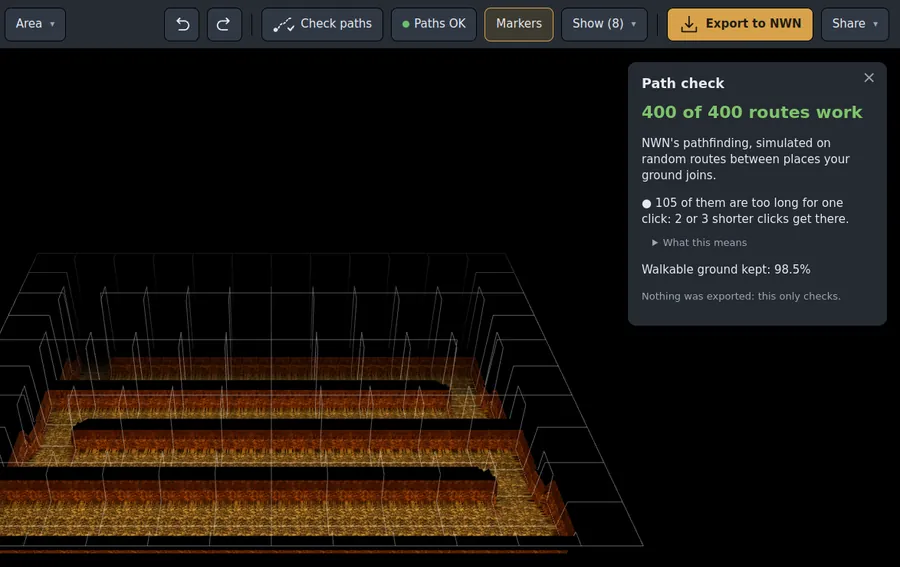 Area
Check paths
Paths OK
Markers
Show (8)
Export to NWN
Share
Path check
400 of 400 routes work
NWN's pathfinding, simulated on
random routes between places your
ground joins.
● 105 of them are too long for one
click: 2 or 3 shorter clicks get there.
What this means
Walkable ground kept: 98.5%
Nothing was exported: this only checks.